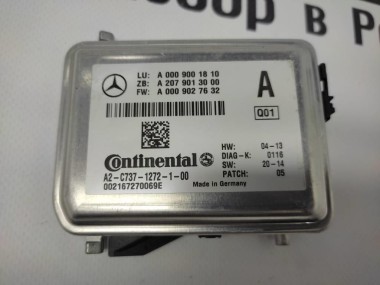 бор в Р
LU: A 000 900 18 10
ZB: A 207 901 30 00
FW: A 000 902 76 32
A
Q01
Continental
HW: 04-13
DIAG-K: 0116
SW: 20-14
PATCH: 05
A2-C737-1272-1-00
002167270069E
Made in Germany